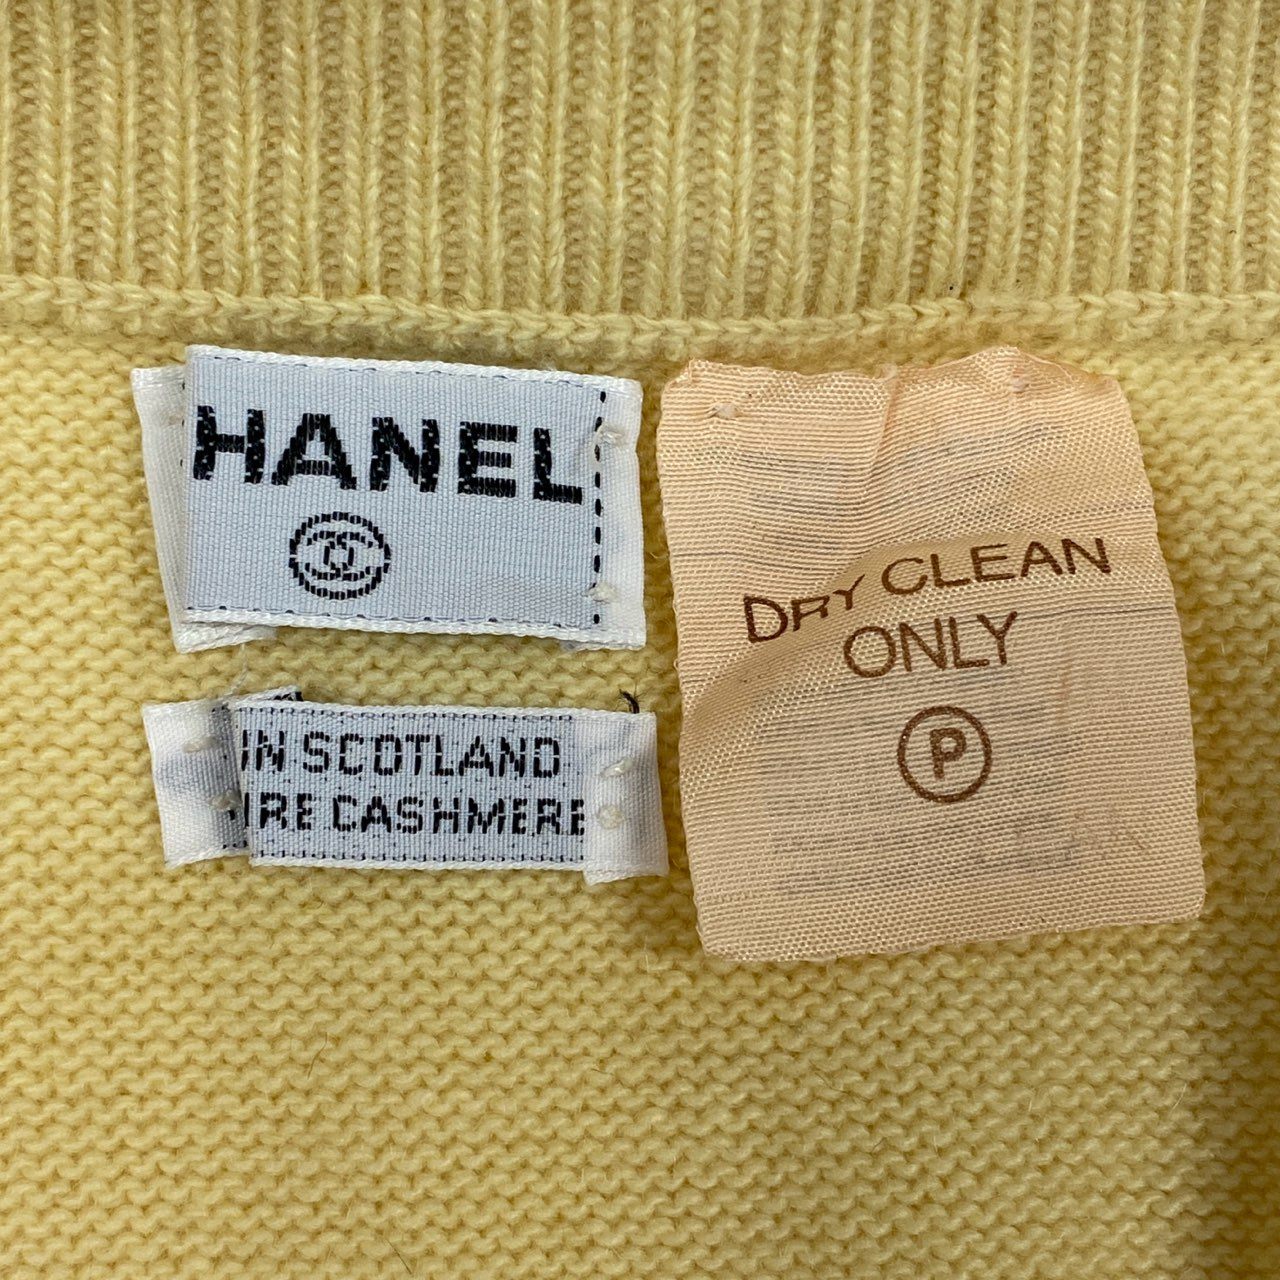 HANEL
IN SCOTLAND
IRE CASHMERE
DRY CLEAN
ONLY
P